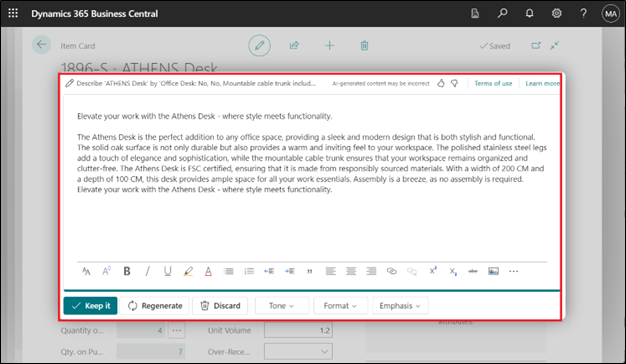 Dynamics 365 Business Central
MA
Item Card
Saved
1896-S · ATHENS Desk
Describe 'ATHENS Desk' by 'Office Desk: No, No, Mountable cable trunk includ...
AI-generated content may be incorrect
Terms of use
Learn more
Elevate your work with the Athens Desk - where style meets functionality.
The Athens Desk is the perfect addition to any office space, providing a sleek and modern design that is both stylish and functional.
The solid oak surface is not only durable but also provides a warm and inviting feel to your workspace. The polished stainless steel legs
add a touch of elegance and sophistication, while the mountable cable trunk ensures that your workspace remains organized and
clutter-free. The Athens Desk is FSC certified, ensuring that it is made from responsibly sourced materials. With a width of 200 CM and
a depth of 100 CM, this desk provides ample space for all your work essentials. Assembly is a breeze, as no assembly is required.
Elevate your work with the Athens Desk - where style meets functionality.
B I U A
Keep it
Regenerate
Discard
Tone
Format
Emphasis
Quantity o...
4
Unit Volume
1.2
attributes.
Qty. on Pu...
7
Over-Rece...